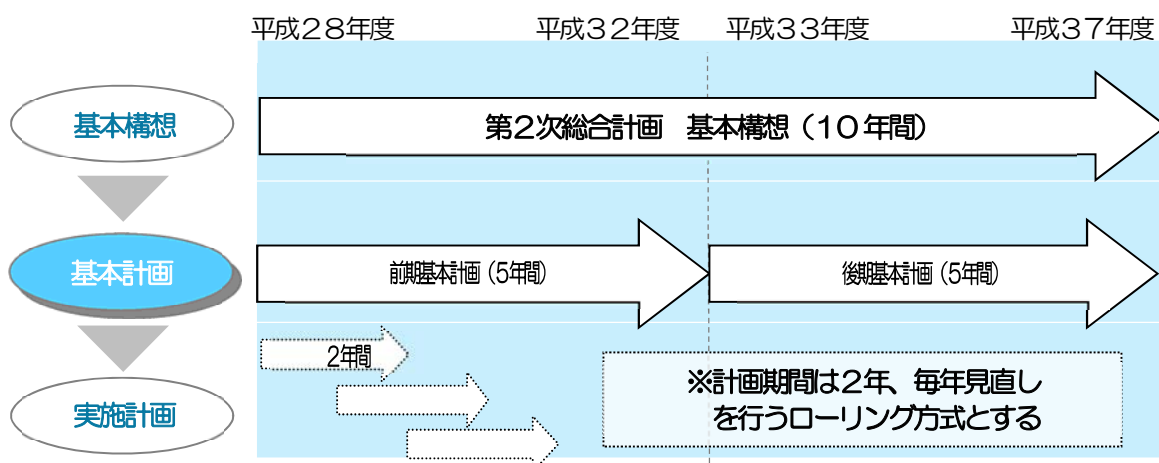 平成28年度 平成32年度 平成33年度 平成37年度
基本構想
第2次総合計画 基本構想(10年間)
基本計画
前期基本計画(5年間)
後期基本計画(5年間)
実施計画
2年間
※計画期間は2年、毎年見直し
を行うローリング方式とする